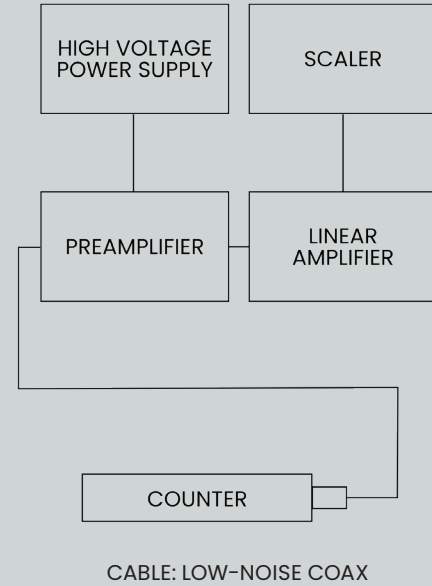 HIGH VOLTAGE
POWER SUPPLY
SCALER
PREAMPLIFIER
LINEAR
AMPLIFIER
COUNTER
CABLE: LOW-NOISE COAX